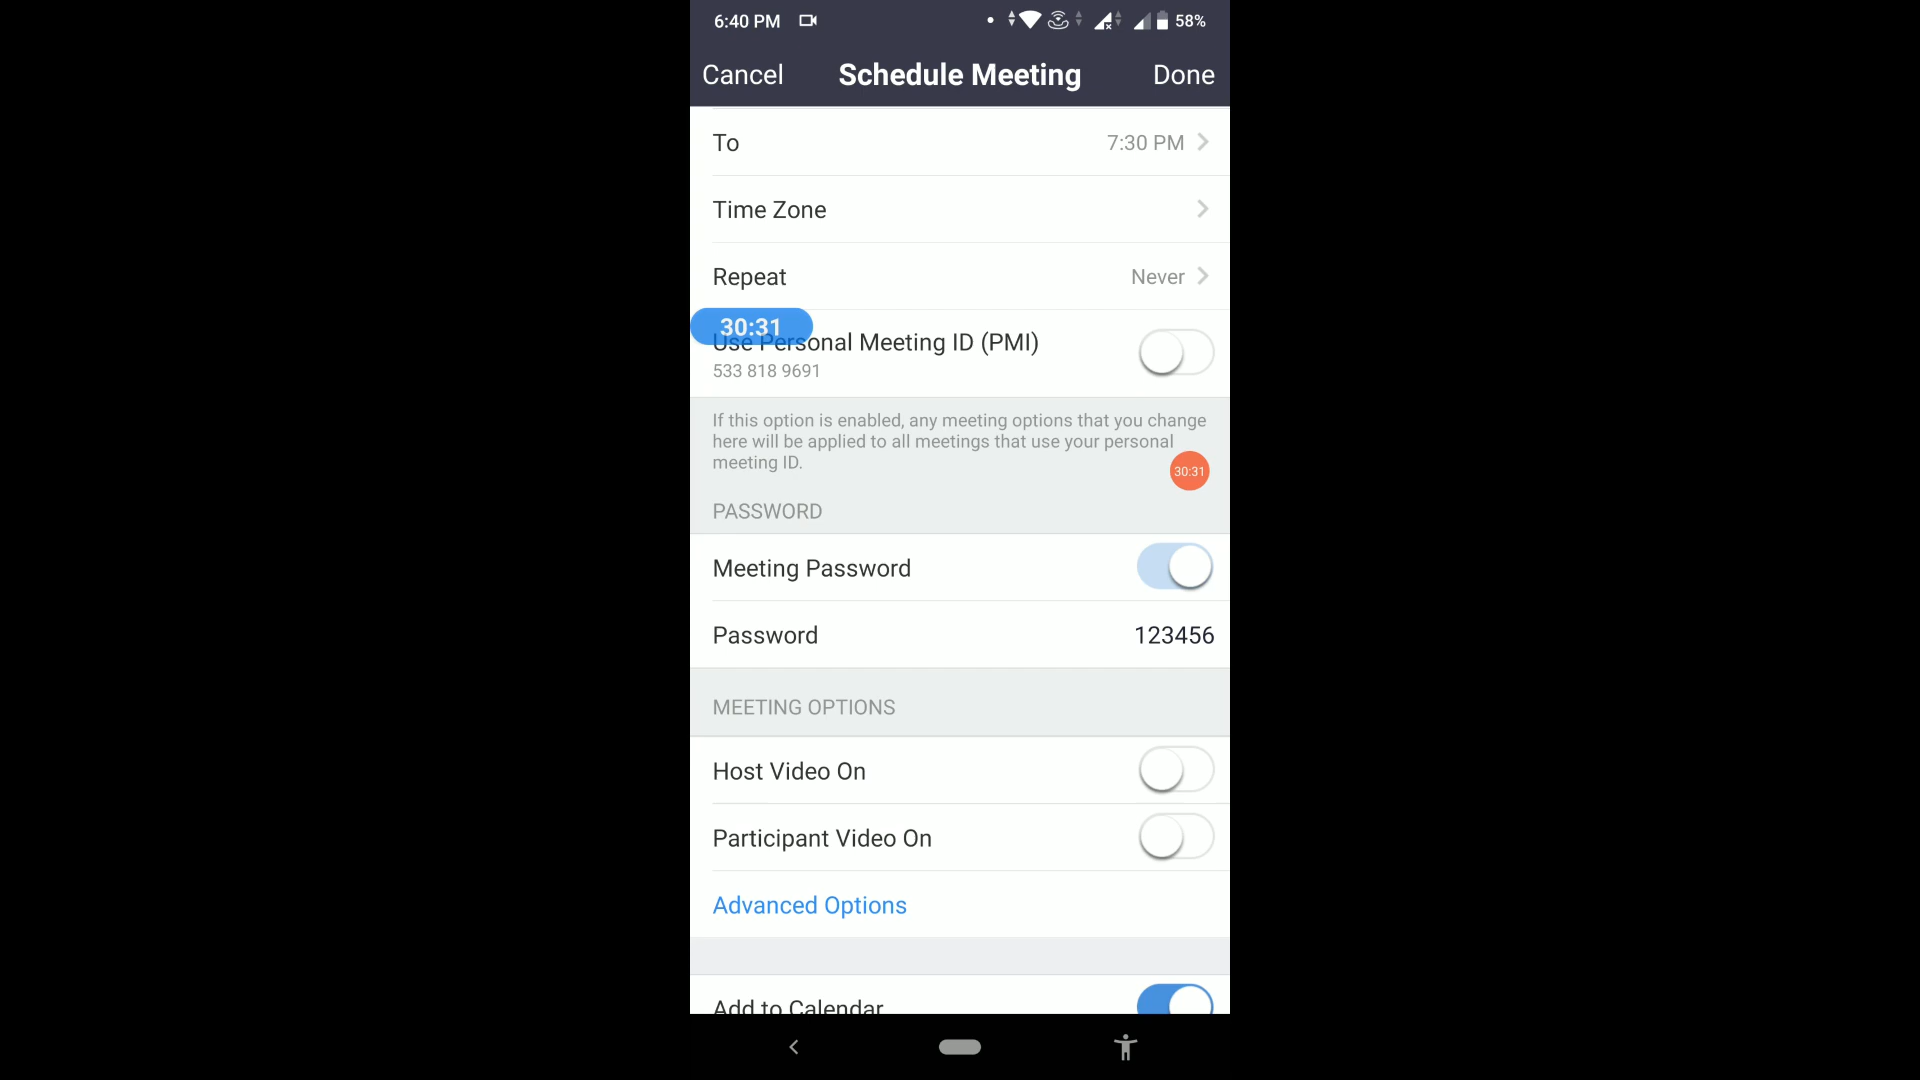 6:40 PM 58%
Cancel Schedule Meeting Done
To 7:30 PM
Time Zone
Repeat Never
30:31
Use Personal Meeting ID (PMI)
533 818 9691
If this option is enabled, any meeting options that you change
here will be applied to all meetings that use your personal
meeting ID.
30:31
PASSWORD
Meeting Password
Password 123456
MEETING OPTIONS
Host Video On
Participant Video On
Advanced Options
Add to Calendar